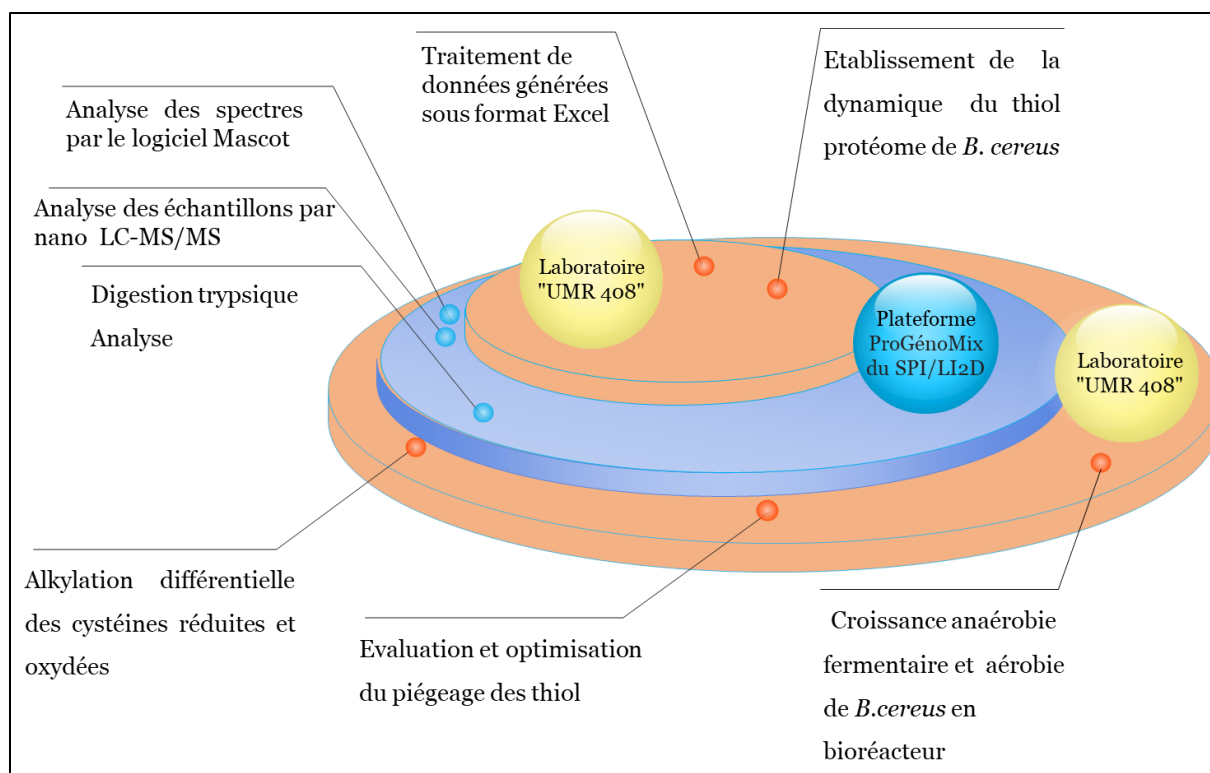 Traitement de
données générées
sous format Excel
Etablissement de la
dynamique du thiol
protéome de B. cereus
Analyse des spectres
par le logiciel Mascot
Analyse des échantillons par
nano LC-MS/MS
Digestion trypsique
Analyse
Laboratoire
"UMR 408"
Plateforme
ProGénoMix
du SPI/LI2D
Laboratoire
"UMR 408"
Alkylation différentielle
des cystéines réduites et
oxydées
Evaluation et optimisation
du piégeage des thiol
Croissance anaérobie
fermentaire et aérobie
de B.cereus en
bioréacteur